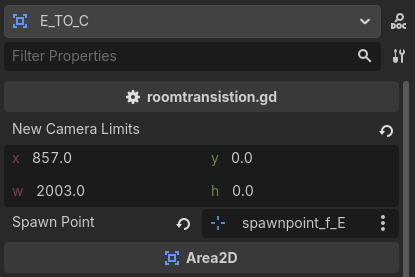 E_TO_C
DOC
Filter Properties
roomtransistion.gd
New Camera Limits
x 857.0 y 0.0
w 2003.0 h 0.0
Spawn Point spawnpoint_f_E
Area2D